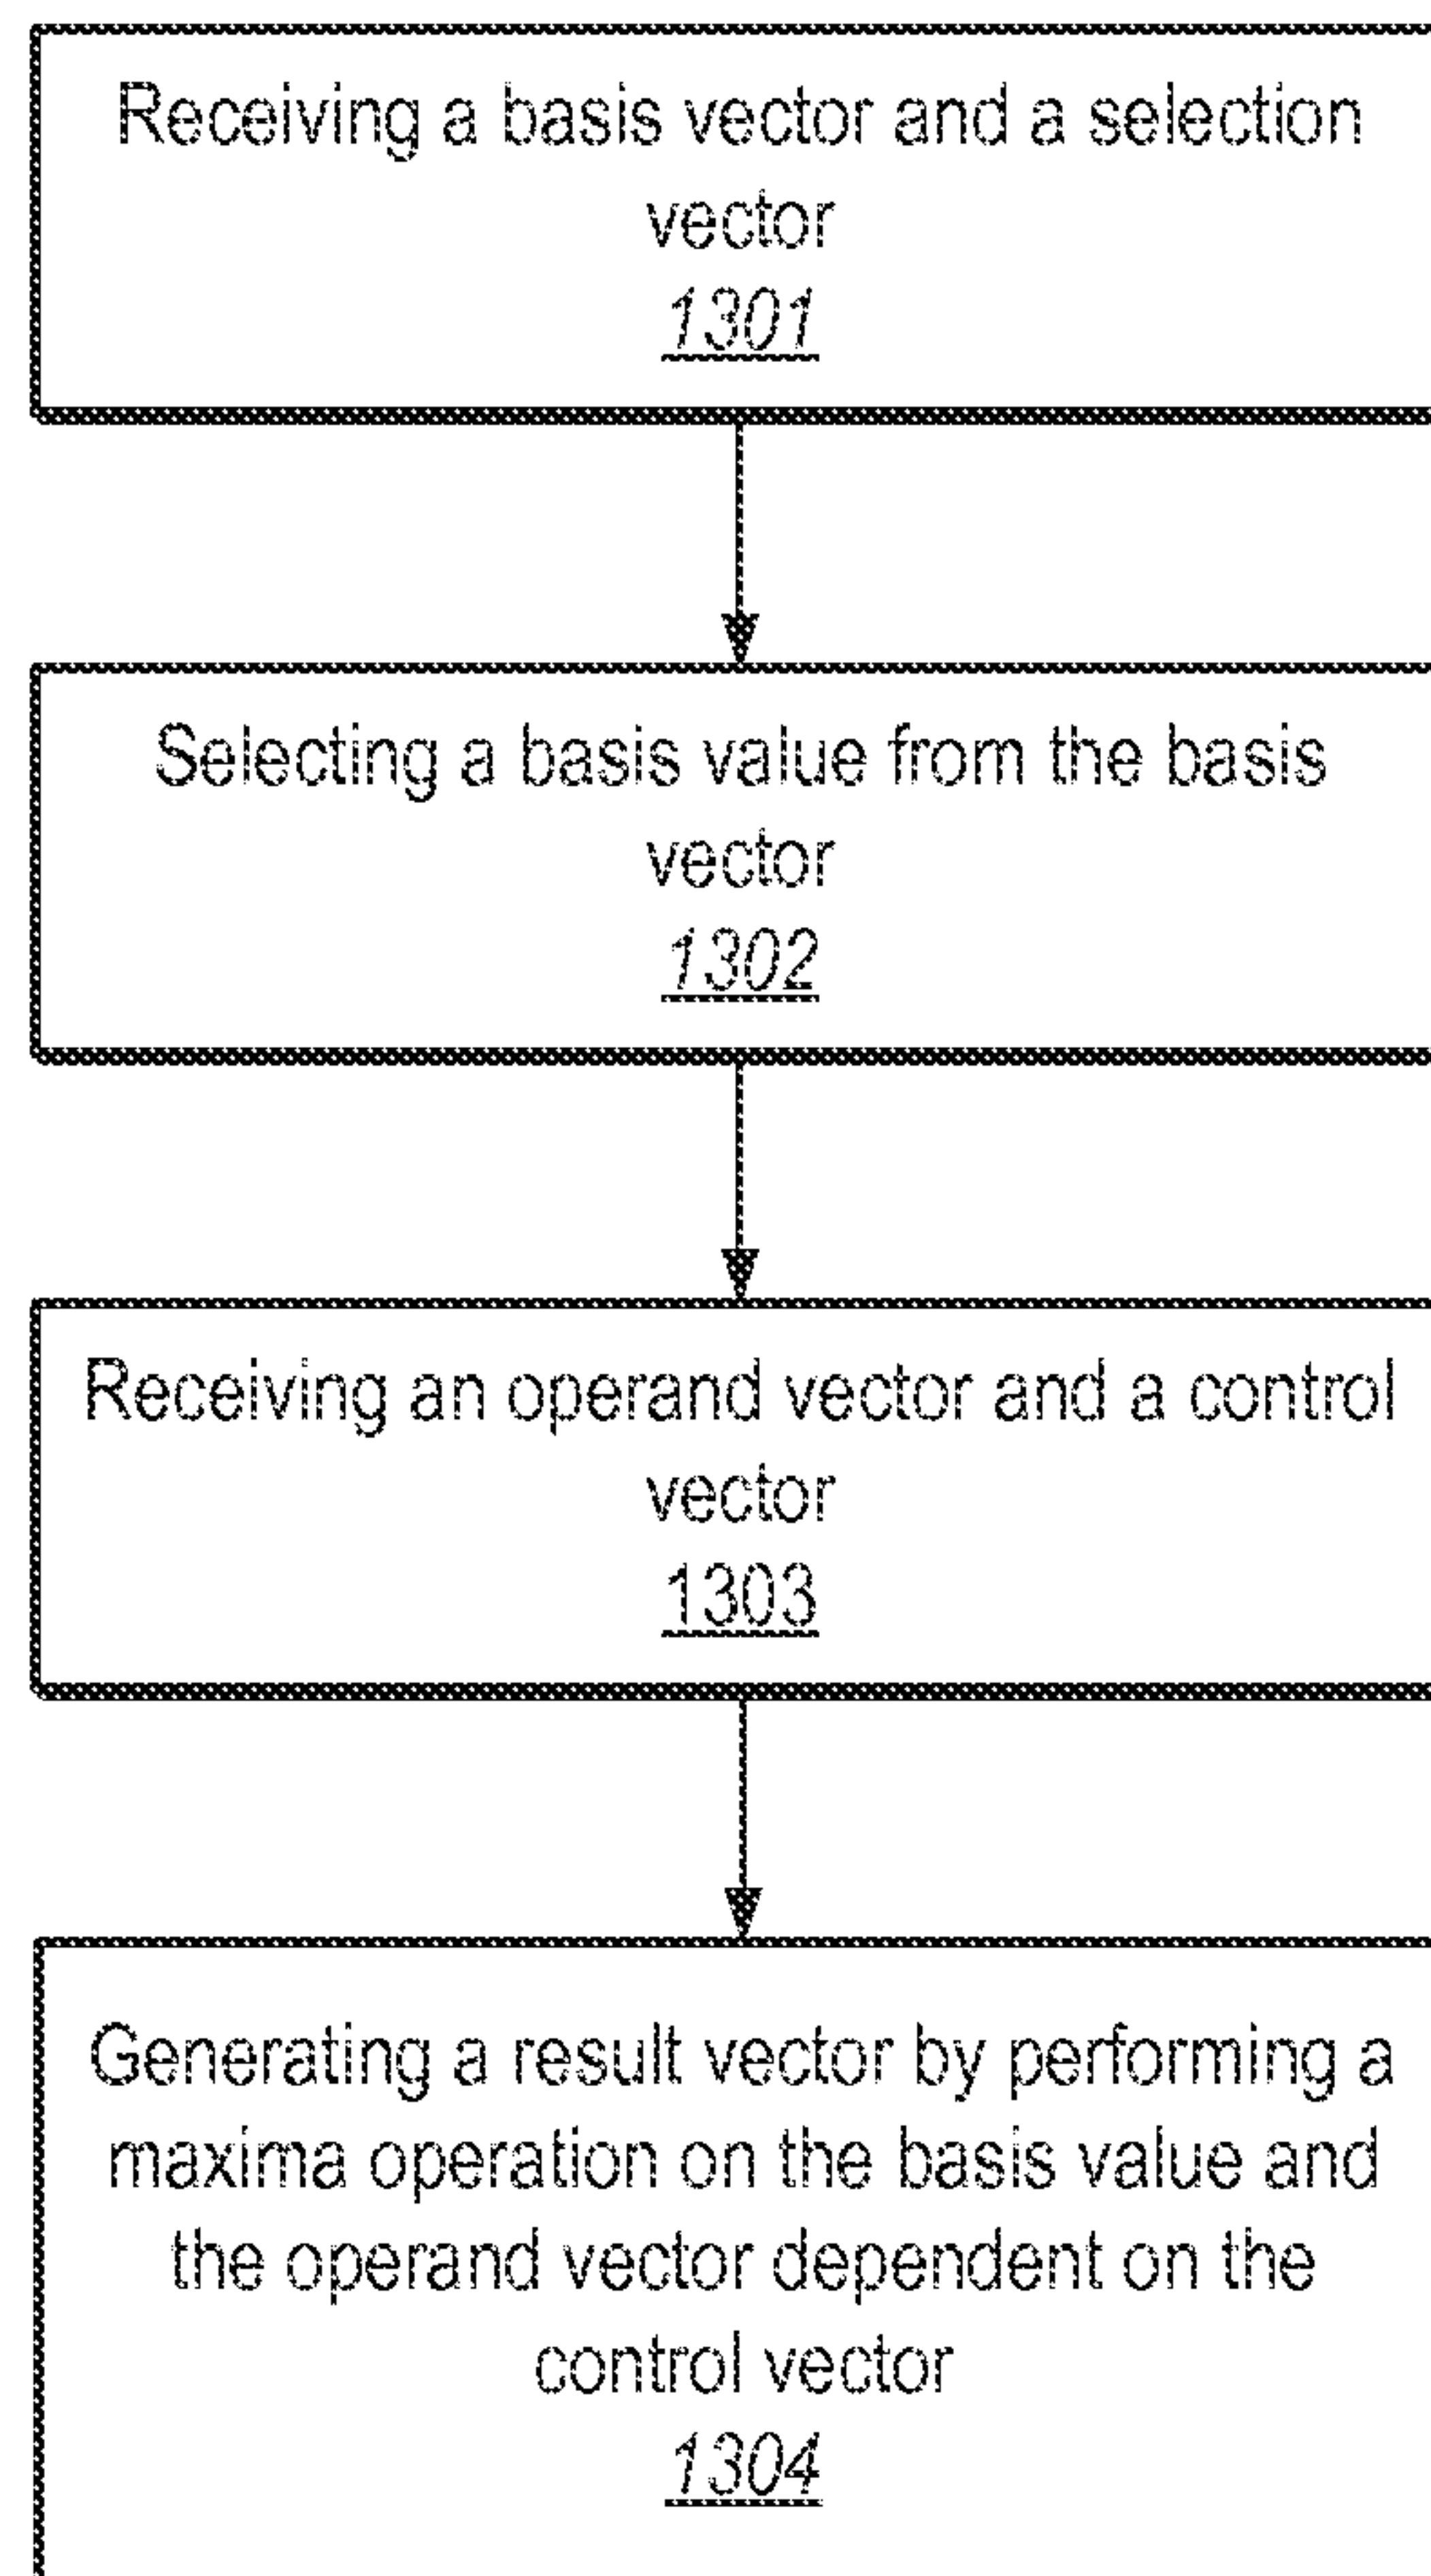 Receiving a basis vector and a selection
vector
1301
Selecting a basis value from the basis
vector
1302
Receiving an operand vector and a control
vector
1303
Generating a result vector by performing a
maxima operation on the basis value and
the operand vector dependent on the
control vector
1304